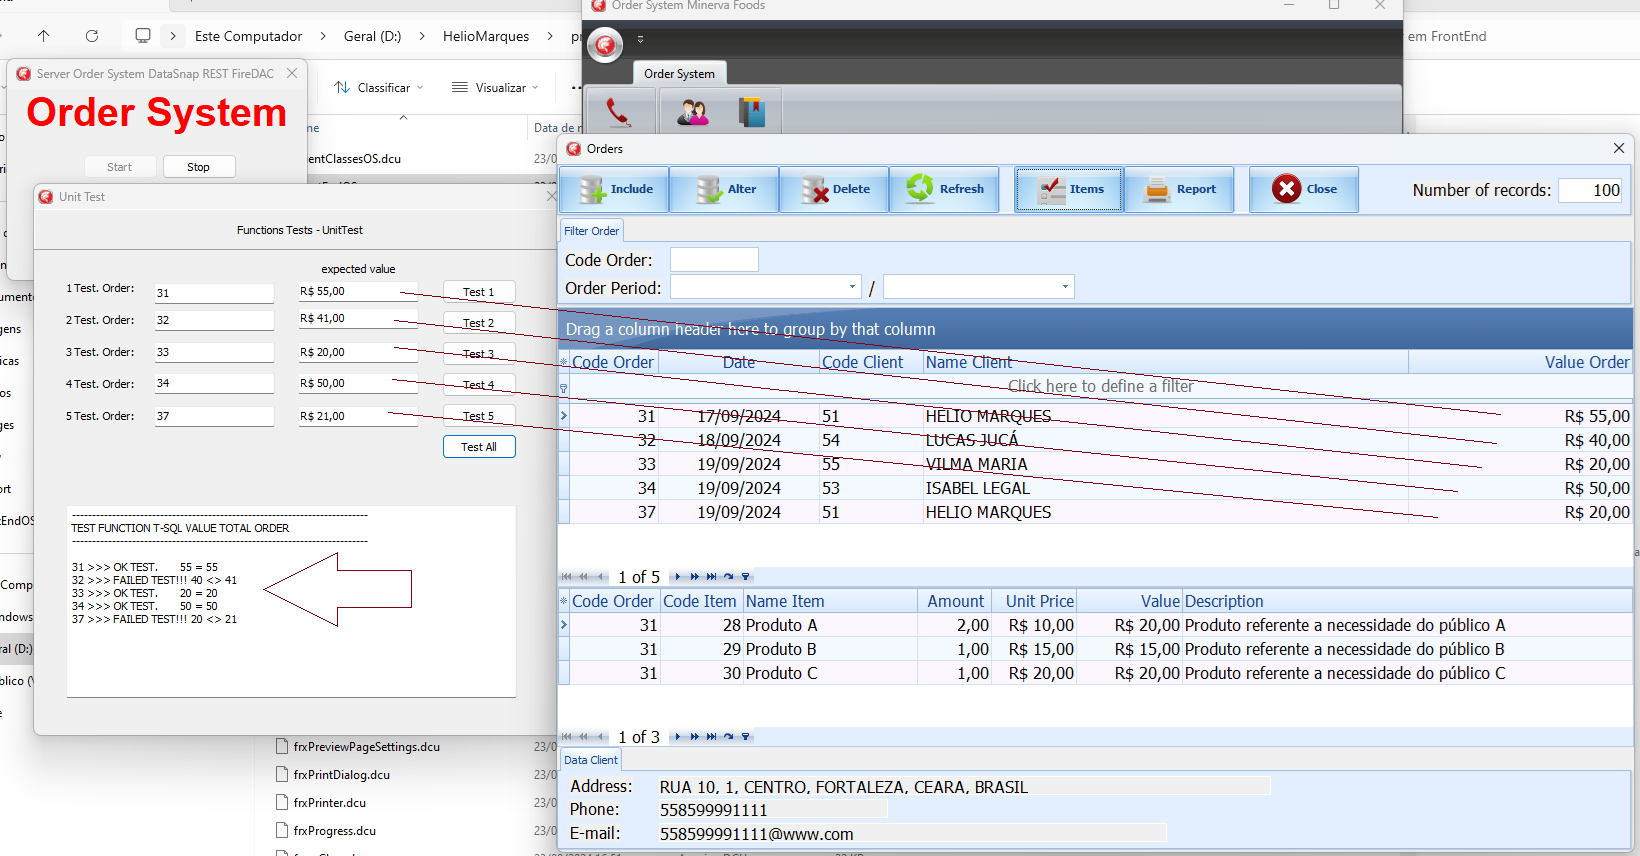 Order System Minerva Foods
Este Computador > Geral (D:) > HelioMarques >
em FrontEnd
Server Order System DataSnap REST FireDAC
Order System
Start
Stop
Classificar
Visualizar
Data de
entClassesOS.dcu
23/0
Order System
Unit Test
Functions Tests - UnitTest
expected value
1 Test. Order: 31 R$ 55,00 Test 1
2 Test. Order: 32 R$ 41,00 Test 2
3 Test. Order: 33 R$ 20,00 Test 3
4 Test. Order: 34 R$ 50,00 Test 4
5 Test. Order: 37 R$ 21,00 Test 5
Test All
--------------------------------------------------------------------------
TEST FUNCTION T-SQL VALUE TOTAL ORDER
--------------------------------------------------------------------------
31 >>> OK TEST. 55 = 55
32 >>> FAILED TEST!!! 40 <> 41
33 >>> OK TEST. 20 = 20
34 >>> OK TEST. 50 = 50
37 >>> FAILED TEST!!! 20 <> 21
frxPreviewPageSettings.dcu 23/0
frxPrintDialog.dcu 23/0
frxPrinter.dcu 23/0
frxProgress.dcu 23/0
Orders
Include
Alter
Delete
Refresh
Items
Report
Close
Number of records: 100
Filter Order
Code Order:
Order Period: /
Drag a column header here to group by that column
Code Order Date Code Client Name Client Value Order
Click here to define a filter
31 17/09/2024 51 HELIO MARQUES R$ 55,00
32 18/09/2024 54 LUCAS JUCÁ R$ 40,00
33 19/09/2024 55 VILMA MARIA R$ 20,00
34 19/09/2024 53 ISABEL LEGAL R$ 50,00
37 19/09/2024 51 HELIO MARQUES R$ 20,00
1 of 5
Code Order Code Item Name Item Amount Unit Price Value Description
31 28 Produto A 2,00 R$ 10,00 R$ 20,00 Produto referente a necessidade do público A
31 29 Produto B 1,00 R$ 15,00 R$ 15,00 Produto referente a necessidade do público B
31 30 Produto C 1,00 R$ 20,00 R$ 20,00 Produto referente a necessidade do público C
1 of 3
Data Client
Address: RUA 10, 1, CENTRO, FORTALEZA, CEARA, BRASIL
Phone: 558599991111
E-mail: 558599991111@www.com